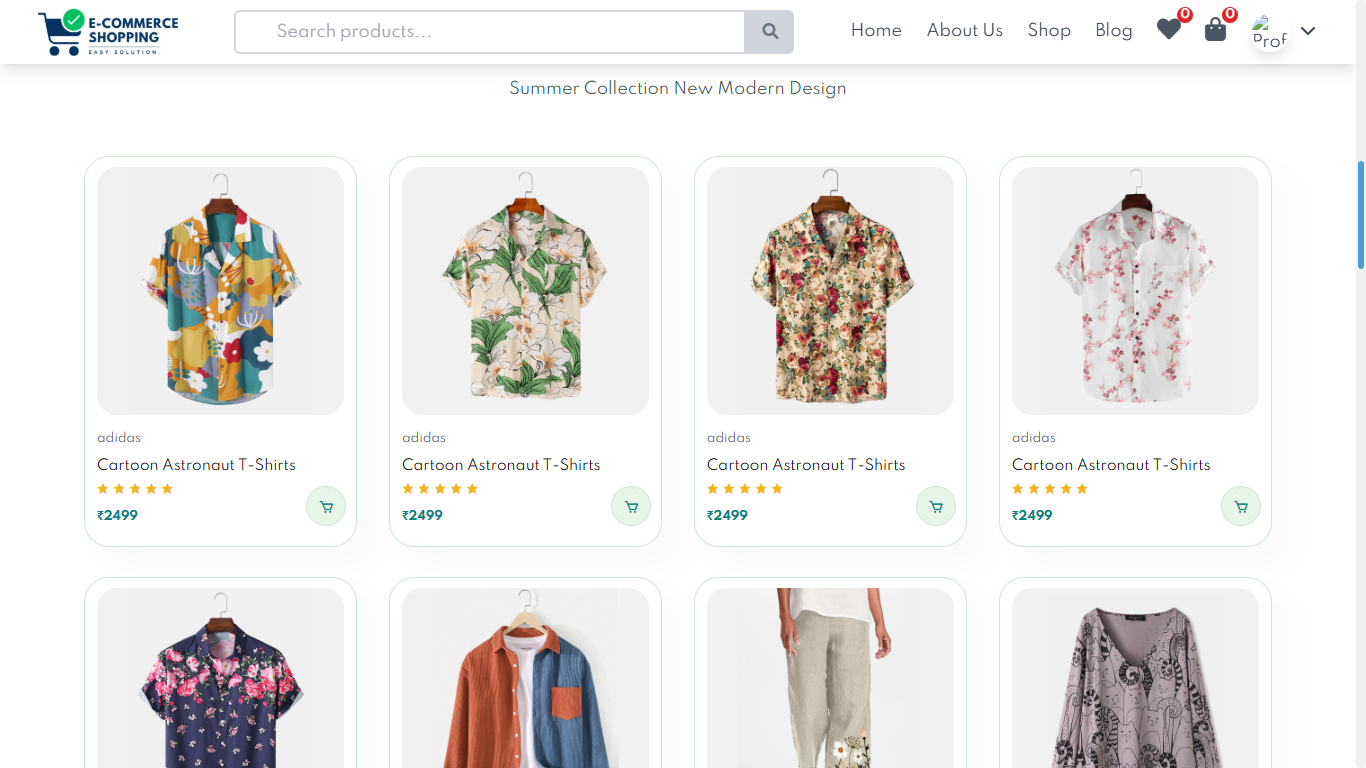 E-COMMERCE
SHOPPING
EASY SOLUTION.
Search products...
Home
About Us
Shop
Blog
0
0
Prof
Summer Collection New Modern Design
adidas
Cartoon Astronaut T-Shirts
₹2499
adidas
Cartoon Astronaut T-Shirts
₹2499
adidas
Cartoon Astronaut T-Shirts
₹2499
adidas
Cartoon Astronaut T-Shirts
₹2499